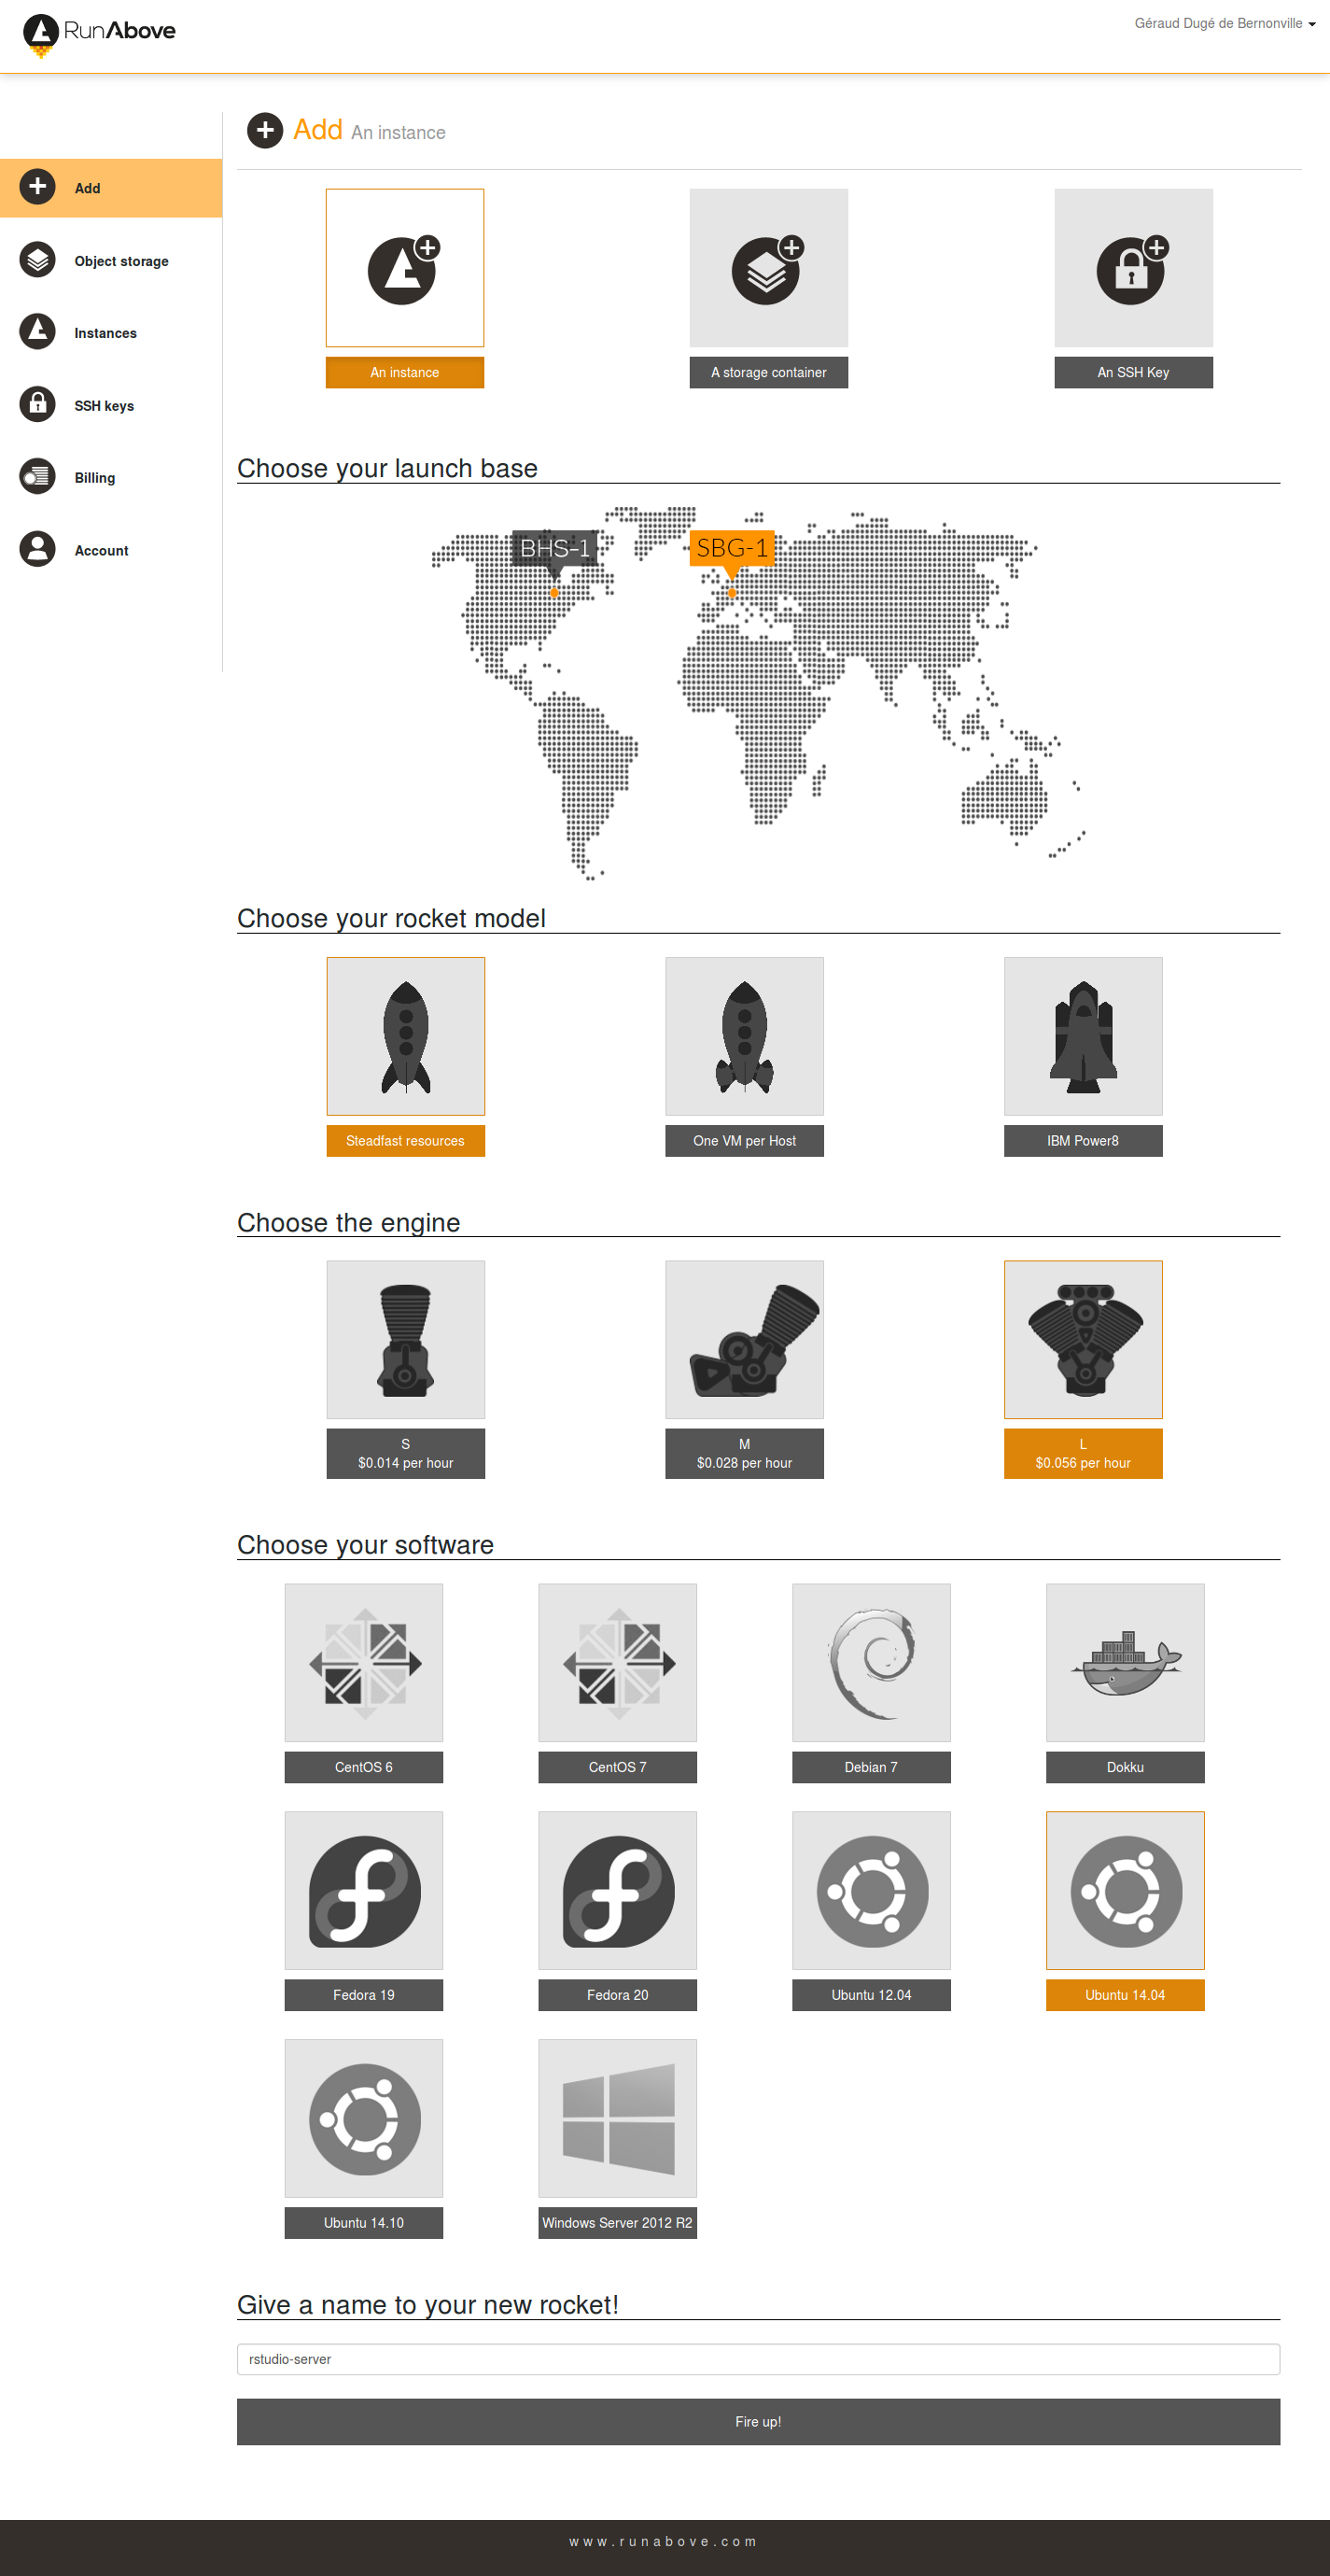 RunAbove
Géraud Dugé de Bernonville
Add An instance
Add
Object storage
Instances
SSH keys
Billing
Account
An instance
A storage container
An SSH Key
Choose your launch base
BHS-1
SBG-1
Choose your rocket model
Steadfast resources
One VM per Host
IBM Power8
Choose the engine
S
$0.014 per hour
M
$0.028 per hour
L
$0.056 per hour
Choose your software
CentOS 6
CentOS 7
Debian 7
Dokku
Fedora 19
Fedora 20
Ubuntu 12.04
Ubuntu 14.04
Ubuntu 14.10
Windows Server 2012 R2
Give a name to your new rocket!
rstudio-server
Fire up!
www.runabove.com